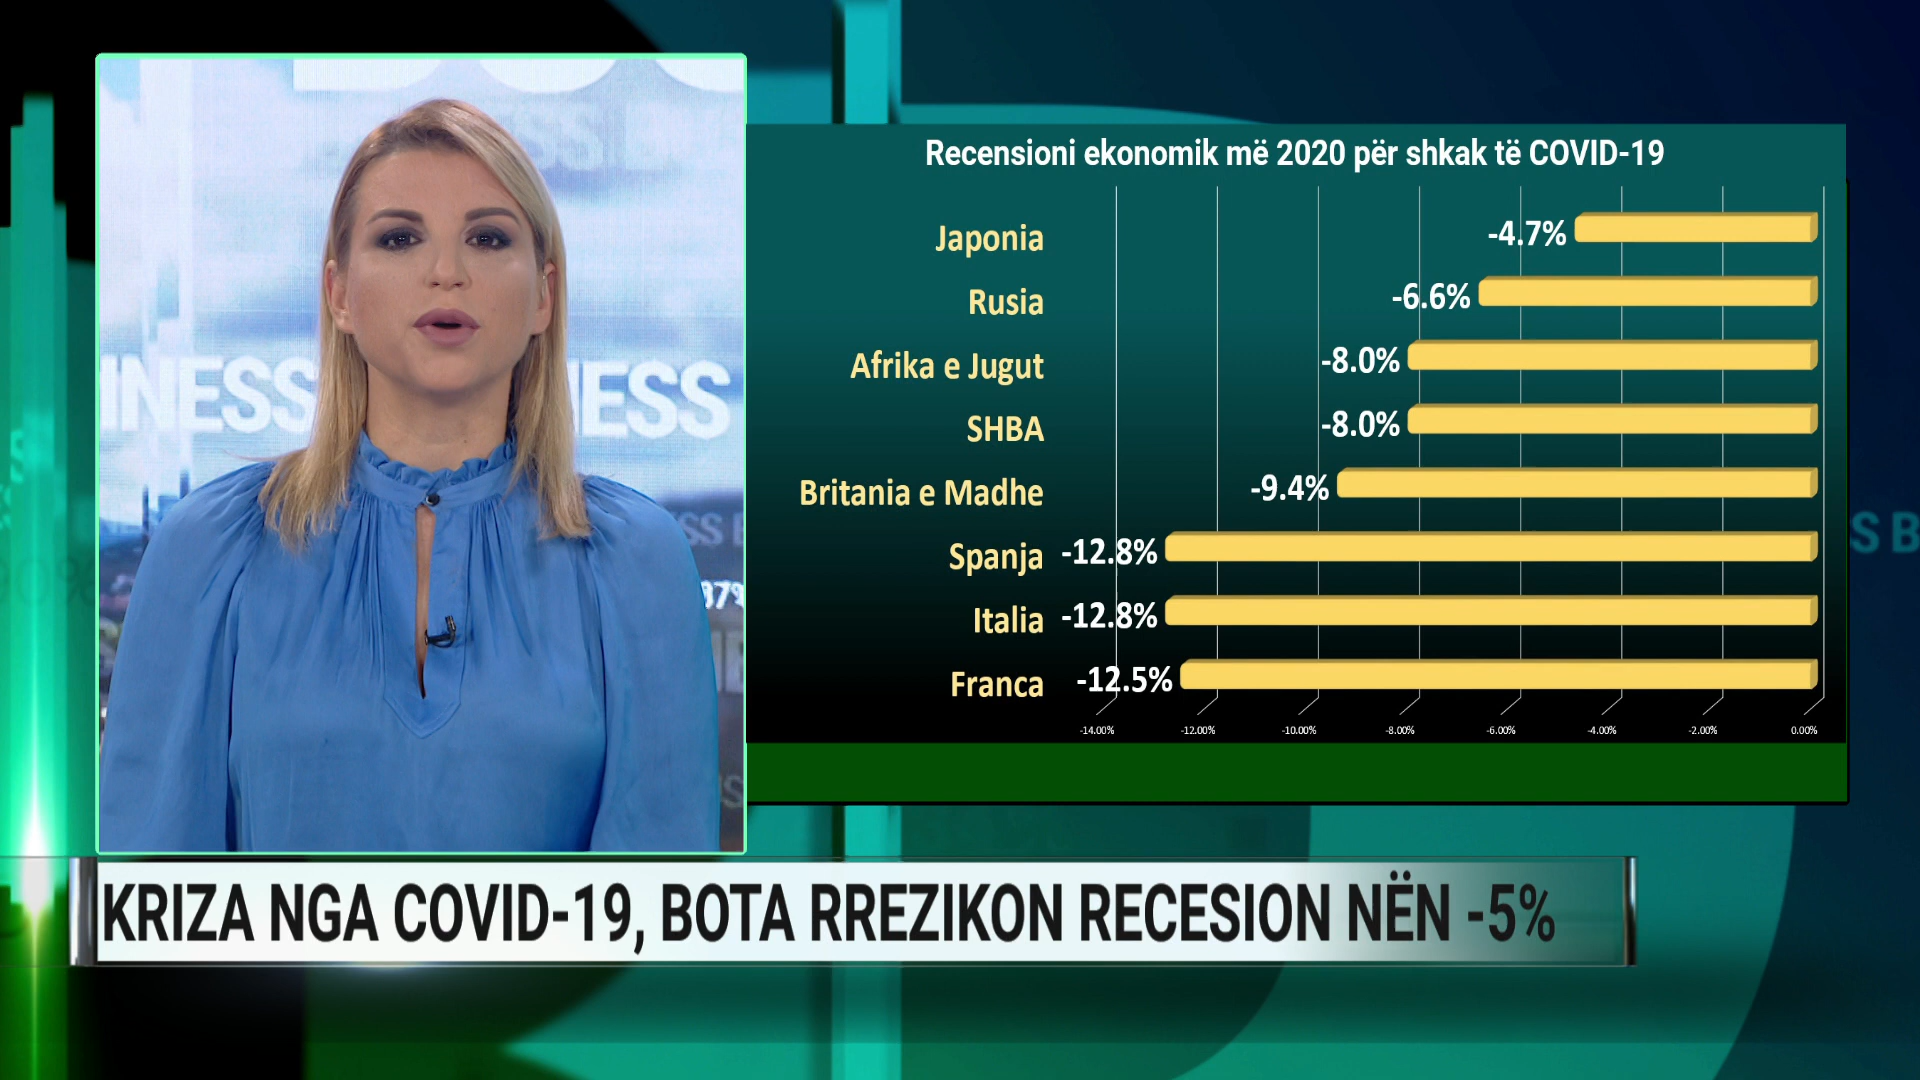 Recensioni ekonomik më 2020 për shkak të COVID-19
Japonia -4.7%
Rusia -6.6%
Afrika e Jugut -8.0%
SHBA -8.0%
Britania e Madhe -9.4%
Spanja -12.8%
Italia -12.8%
Franca -12.5%
-14.00% -12.00% -10.00% -8.00% -6.00% -4.00% -2.00% 0.00%
INESS
NESS
SS B
S B
KRIZA NGA COVID-19, BOTA RREZIKON RECESION NËN -5%